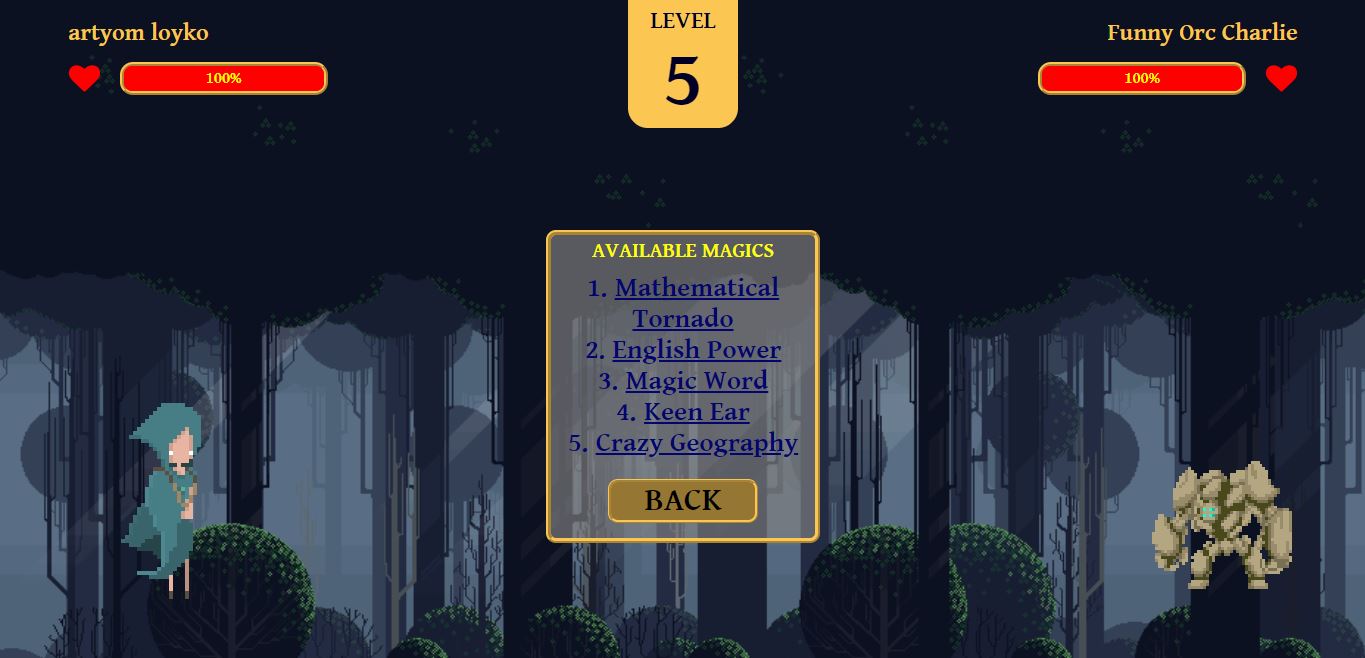 artyom loyko
LEVEL
Funny Orc Charlie
100%
5
100%
AVAILABLE MAGICS
1. Mathematical
Tornado
2. English Power
3. Magic Word
4. Keen Ear
5. Crazy Geography
BACK